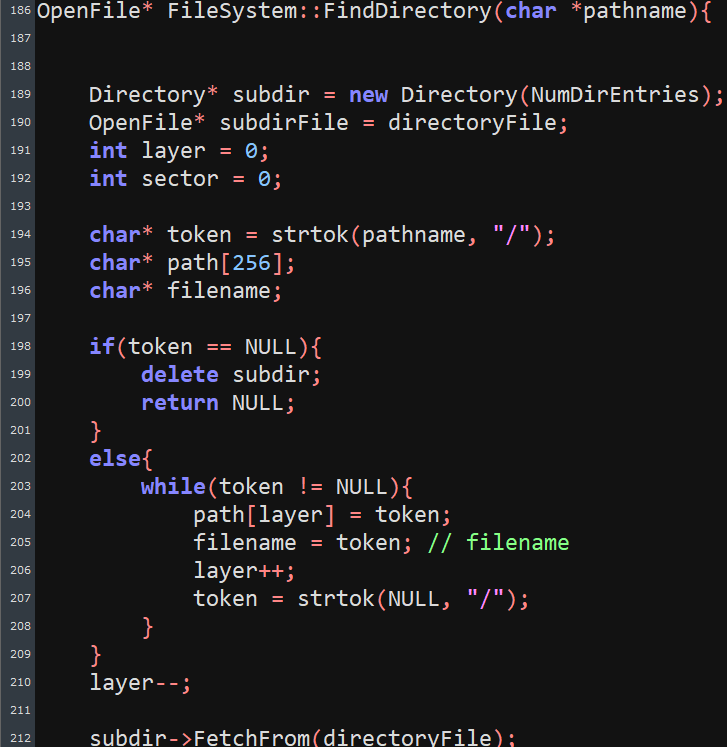 186 OpenFile* FileSystem::FindDirectory(char *pathname){
187
188
189     Directory* subdir = new Directory(NumDirEntries);
190     OpenFile* subdirFile = directoryFile;
191     int layer = 0;
192     int sector = 0;
193
194     char* token = strtok(pathname, "/");
195     char* path[256];
196     char* filename;
197
198     if(token == NULL){
199         delete subdir;
200         return NULL;
201     }
202     else{
203         while(token != NULL){
204             path[layer] = token;
205             filename = token; // filename
206             layer++;
207             token = strtok(NULL, "/");
208         }
209     }
210     layer--;
211
212     subdir->FetchFrom(directoryFile);